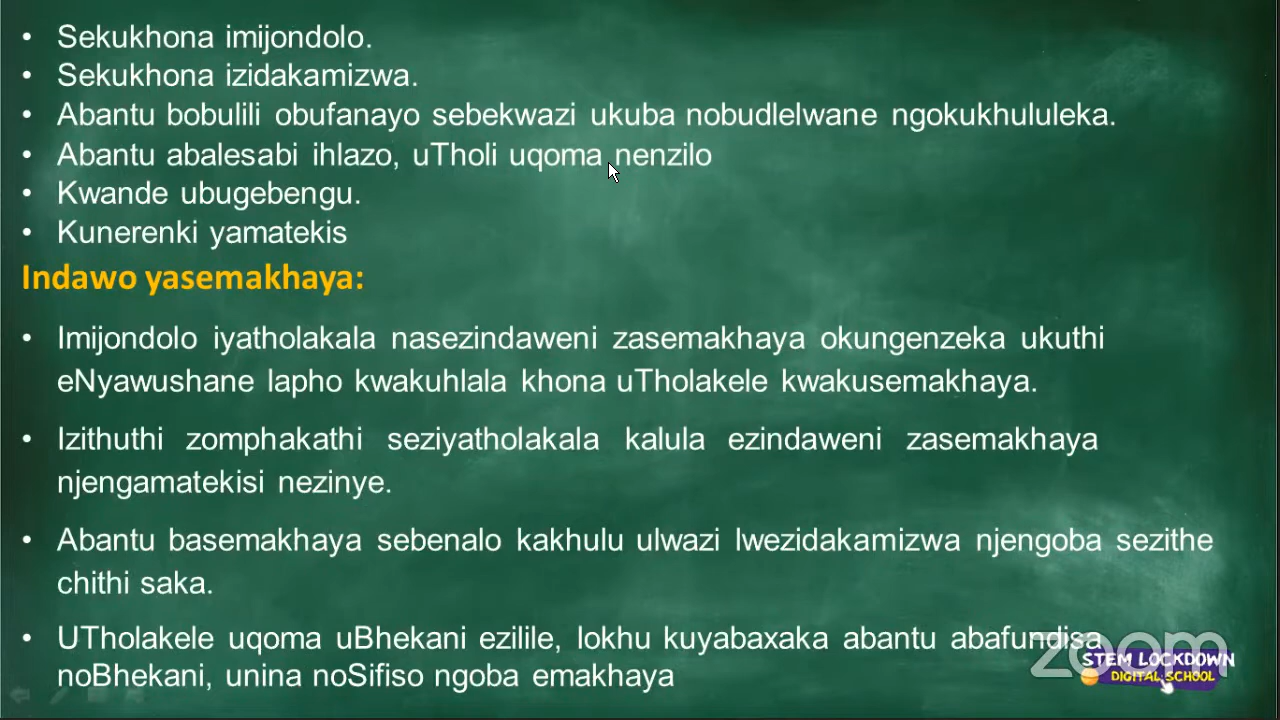 • Sekukhona imijondolo.
• Sekukhona izidakamizwa.
• Abantu bobulili obufanayo sebekwazi ukuba nobudlelwane ngokukhululeka.
• Abantu abalesabi ihlazo, uTholi uqoma nenzilo
• Kwande ubugebengu.
• Kunerenki yamatekis
Indawo yasemakhaya:
• Imijondolo iyatholakala nasezindaweni zasemakhaya okungenzeka ukuthi
eNyawushane lapho kwakuhlala khona uTholakele kwakusemakhaya.
• Izithuthi zomphakathi seziyatholakala kalula ezindaweni zasemakhaya
njengamatekisi nezinye.
• Abantu basemakhaya sebenalo kakhulu ulwazi lwezidakamizwa njengoba sezithe
chithi saka.
• UTholakele uqoma uBhekani ezilile, lokhu kuyabaxaka abantu abafundisa
noBhekani, unina noSifiso ngoba emakhaya
zoom
STEM LOCKDOWN
DIGITAL SCHOOL